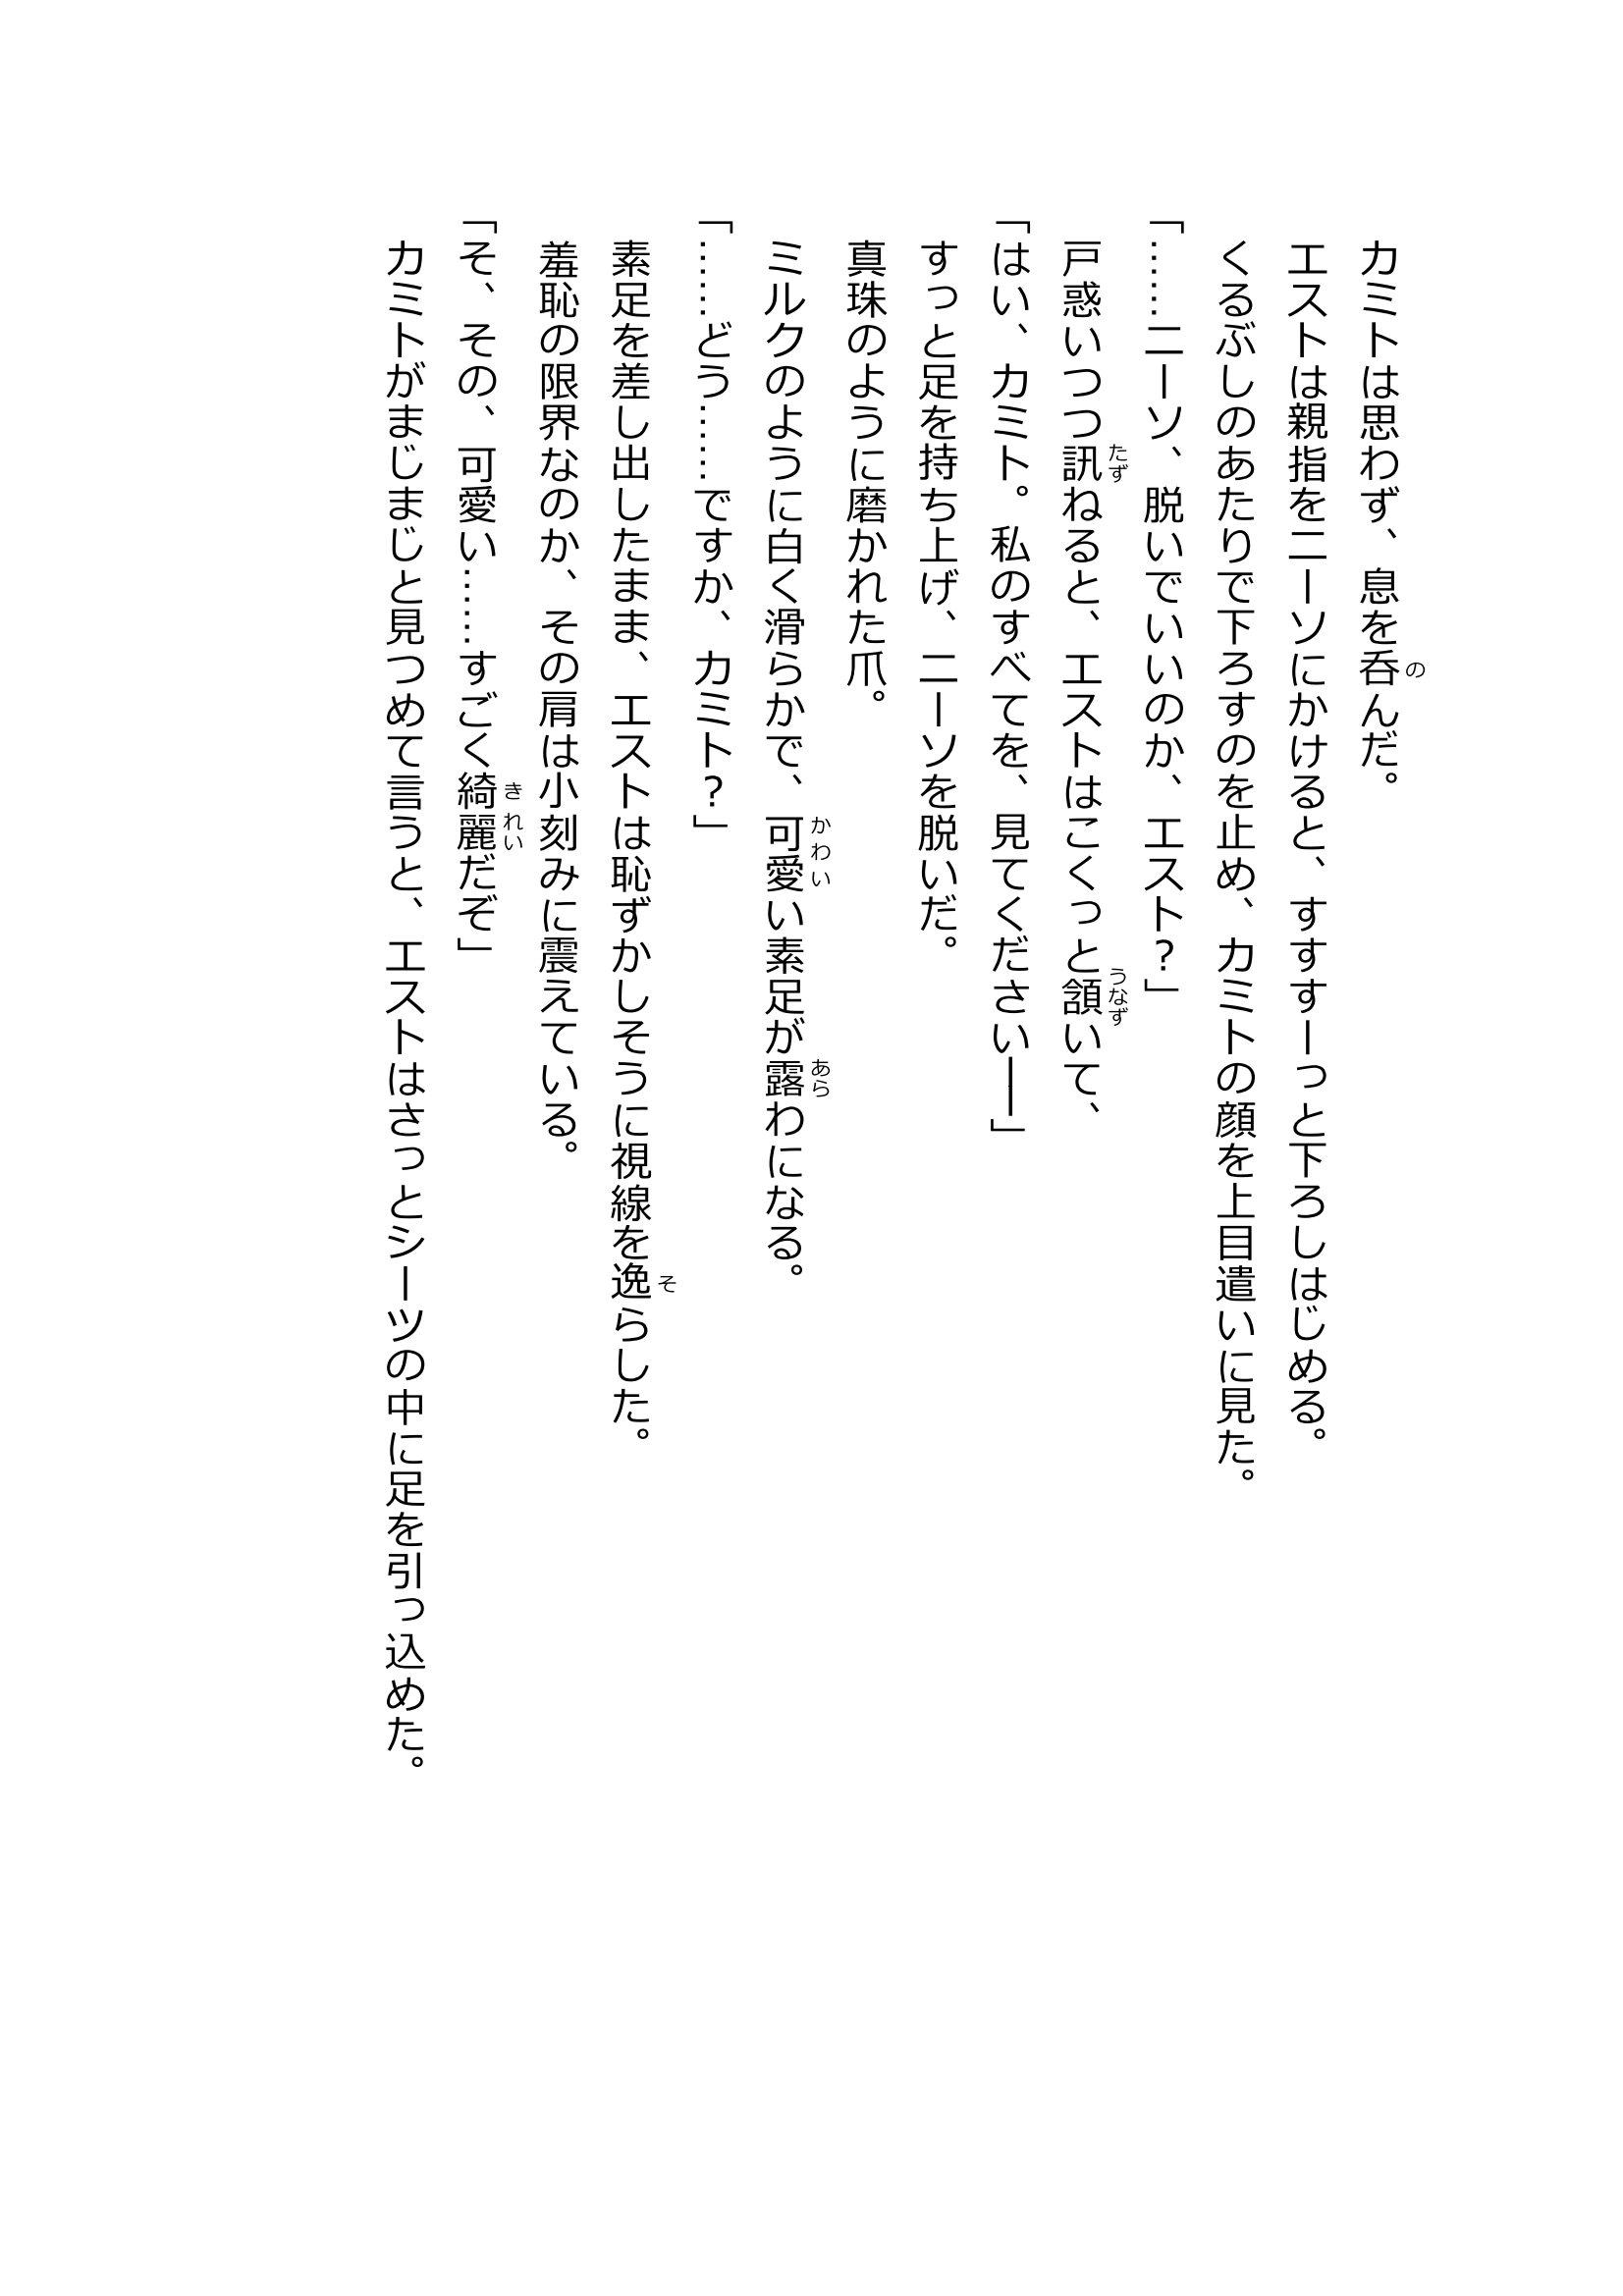 カミトは思わず、息を呑んだ。
エストは親指をニーソにかけると、すすすーっと下ろしはじめる。
くるぶしのあたりで下ろすのを止め、カミトの顔を上目遣いに見た。
「……ニーソ、脱いでいいのか、エスト？」
戸惑いつつ訊ねると、エストはこくっと頷いて、
「はい、カミト。私のすべてを、見てください――」
すっと足を持ち上げ、ニーソを脱いだ。
真珠のように磨かれた爪。
ミルクのように白く滑らかで、可愛い素足が露わになる。
「……どう……ですか、カミト？」
素足を差し出したまま、エストは恥ずかしそうに視線を逸らした。
羞恥の限界なのか、その肩は小刻みに震えている。
「そ、その、可愛い……すごく綺麗だぞ」
カミトがまじまじと見つめて言うと、エストはさっとシーツの中に足を引っ込めた。